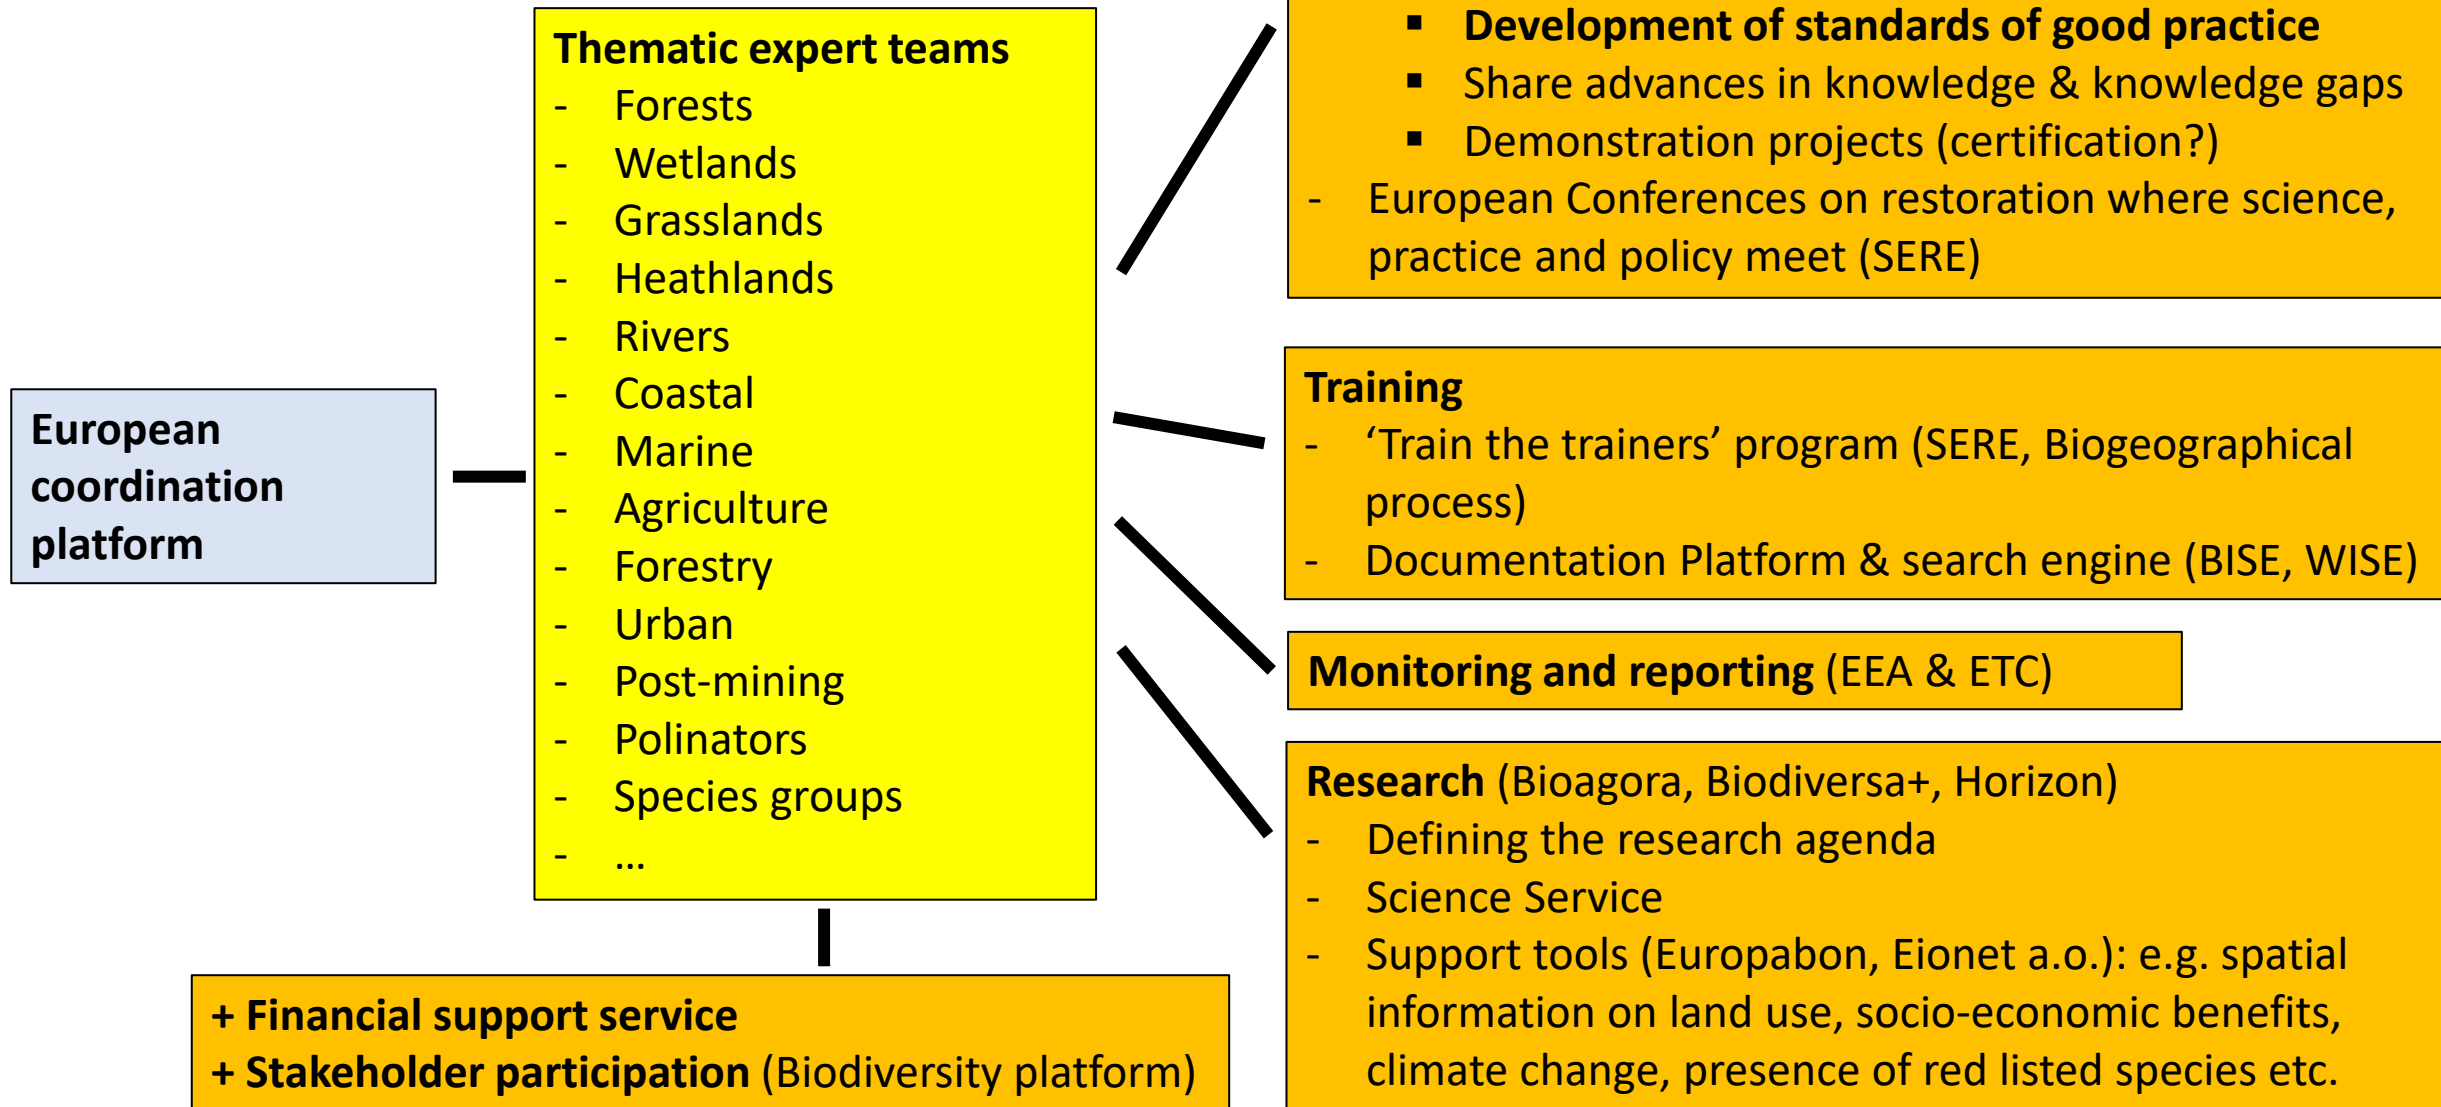 European
coordination
platform
Thematic expert teams
- Forests
- Wetlands
- Grasslands
- Heathlands
- Rivers
- Coastal
- Marine
- Agriculture
- Forestry
- Urban
- Post-mining
- Polinators
- Species groups
- ...
+ Financial support service
+ Stakeholder participation (Biodiversity platform)
▪ Development of standards of good practice
▪ Share advances in knowledge & knowledge gaps
▪ Demonstration projects (certification?)
- European Conferences on restoration where science,
practice and policy meet (SERE)
Training
- ‘Train the trainers’ program (SERE, Biogeographical
process)
- Documentation Platform & search engine (BISE, WISE)
Monitoring and reporting (EEA & ETC)
Research (Bioagora, Biodiversa+, Horizon)
- Defining the research agenda
- Science Service
- Support tools (Europabon, Eionet a.o.): e.g. spatial
information on land use, socio-economic benefits,
climate change, presence of red listed species etc.